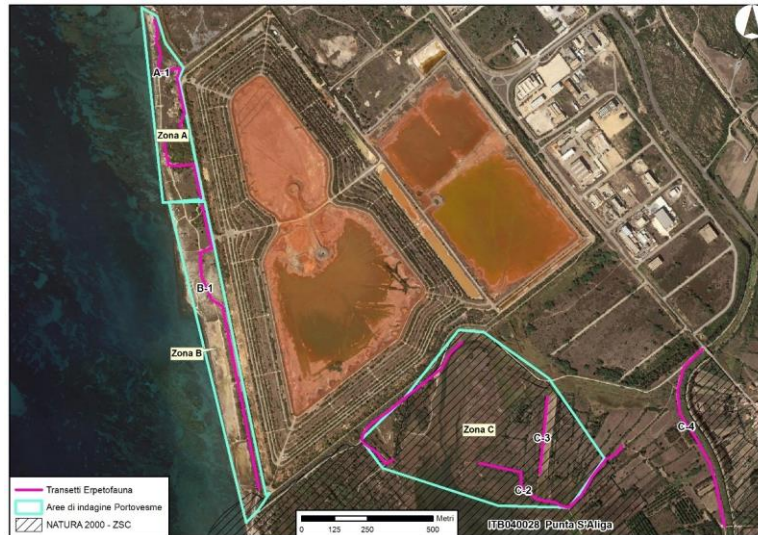 A-1
Zona A
B-1
Zona B
Zona C
C-3
C-4
C-2
Transetti Erpetofauna
Aree di indagine Portovesme
NATURA 2000 - ZSC
Metri
0 125 250 500
ITB040028 Punta S'Aliga